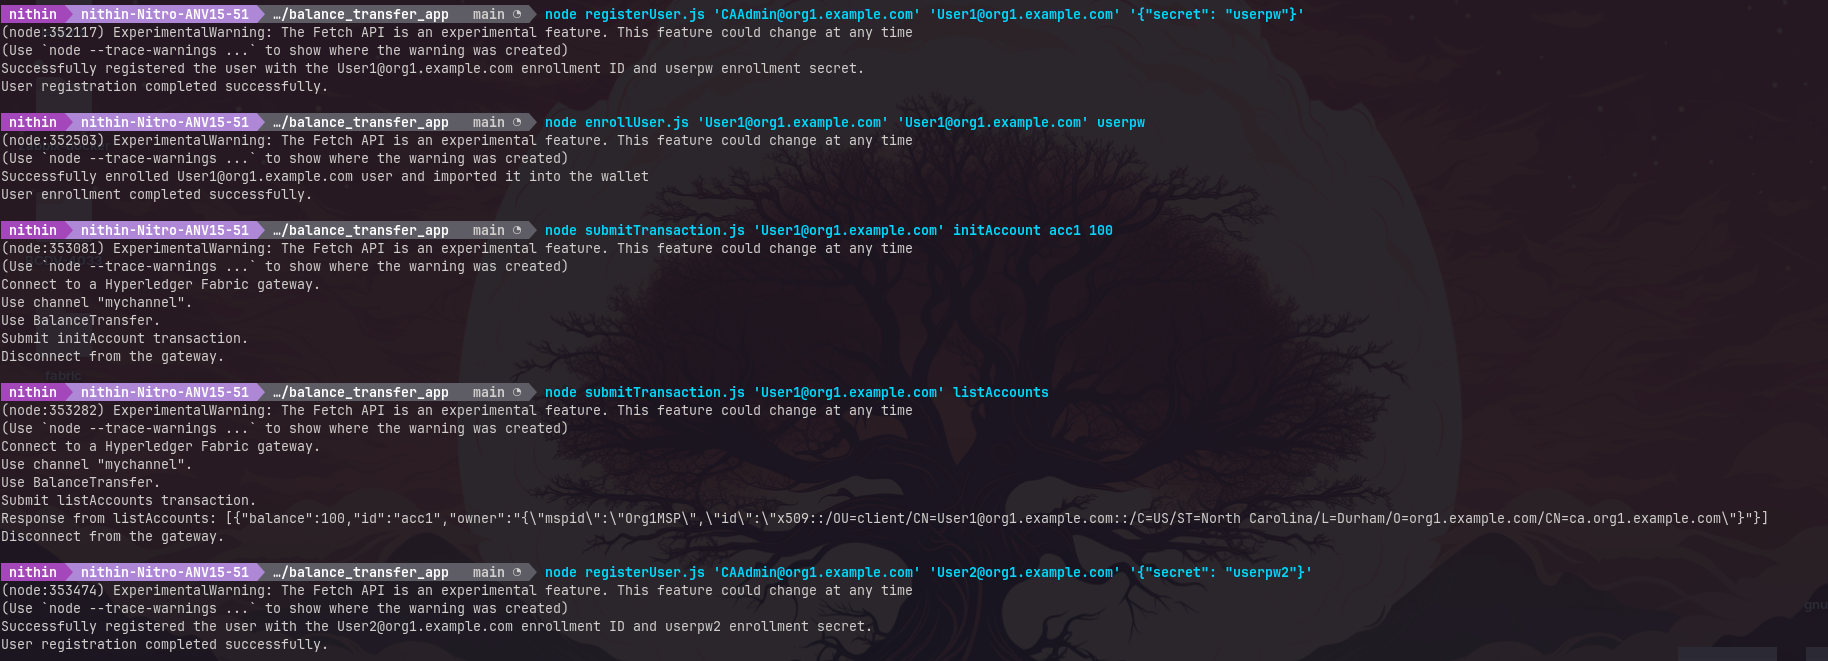 nithin nithin-Nitro-ANV15-51 …/balance_transfer_app main node registerUser.js 'CAAdmin@org1.example.com' 'User1@org1.example.com' '{"secret": "userpw"}'
(node:352117) ExperimentalWarning: The Fetch API is an experimental feature. This feature could change at any time
(Use `node --trace-warnings ...` to show where the warning was created)
Successfully registered the user with the User1@org1.example.com enrollment ID and userpw enrollment secret.
User registration completed successfully.
nithin nithin-Nitro-ANV15-51 …/balance_transfer_app main node enrollUser.js 'User1@org1.example.com' 'User1@org1.example.com' userpw
(node:352503) ExperimentalWarning: The Fetch API is an experimental feature. This feature could change at any time
(Use `node --trace-warnings ...` to show where the warning was created)
Successfully enrolled User1@org1.example.com user and imported it into the wallet
User enrollment completed successfully.
nithin nithin-Nitro-ANV15-51 …/balance_transfer_app main node submitTransaction.js 'User1@org1.example.com' initAccount acc1 100
(node:353081) ExperimentalWarning: The Fetch API is an experimental feature. This feature could change at any time
(Use `node --trace-warnings ...` to show where the warning was created)
Connect to a Hyperledger Fabric gateway.
Use channel "mychannel".
Use BalanceTransfer.
Submit initAccount transaction.
Disconnect from the gateway.
fabric
nithin nithin-Nitro-ANV15-51 …/balance_transfer_app main node submitTransaction.js 'User1@org1.example.com' listAccounts
(node:353282) ExperimentalWarning: The Fetch API is an experimental feature. This feature could change at any time
(Use `node --trace-warnings ...` to show where the warning was created)
Connect to a Hyperledger Fabric gateway.
Use channel "mychannel".
Use BalanceTransfer.
Submit listAccounts transaction.
Response from listAccounts: [{"balance":100,"id":"acc1","owner":"{\"mspid\":\"Org1MSP\",\"id\":\"x509::/OU=client/CN=User1@org1.example.com::/C=US/ST=North Carolina/L=Durham/O=org1.example.com/CN=ca.org1.example.com\"}"}]
Disconnect from the gateway.
nithin nithin-Nitro-ANV15-51 …/balance_transfer_app main node registerUser.js 'CAAdmin@org1.example.com' 'User2@org1.example.com' '{"secret": "userpw2"}'
(node:353474) ExperimentalWarning: The Fetch API is an experimental feature. This feature could change at any time
(Use `node --trace-warnings ...` to show where the warning was created)
gnu
Successfully registered the user with the User2@org1.example.com enrollment ID and userpw2 enrollment secret.
User registration completed successfully.